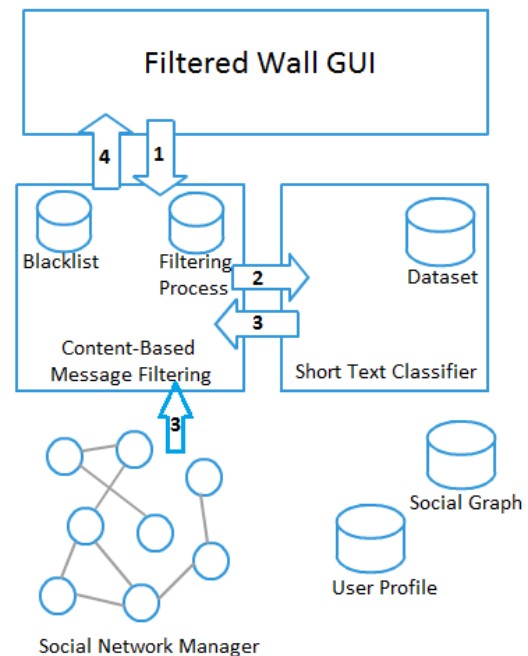 Filtered Wall GUI
4
1
Blacklist
Filtering
Process
2
Dataset
3
Content-Based
Message Filtering
Short Text Classifier
3
Social Graph
User Profile
Social Network Manager